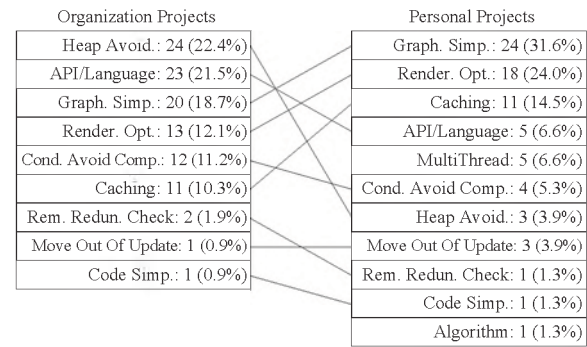 Organization Projects
Heap Avoid.: 24 (22.4%)
API/Language: 23 (21.5%)
Graph. Simp.: 20 (18.7%)
Render. Opt.: 13 (12.1%)
Cond. Avoid Comp.: 12 (11.2%)
Caching: 11 (10.3%)
Rem. Redun. Check: 2 (1.9%)
Move Out Of Update: 1 (0.9%)
Code Simp.: 1 (0.9%)
Personal Projects
Graph. Simp.: 24 (31.6%)
Render. Opt.: 18 (24.0%)
Caching: 11 (14.5%)
API/Language: 5 (6.6%)
MultiThread: 5 (6.6%)
Cond. Avoid Comp.: 4 (5.3%)
Heap Avoid.: 3 (3.9%)
Move Out Of Update: 3 (3.9%)
Rem. Redun. Check: 1 (1.3%)
Code Simp.: 1 (1.3%)
Algorithm: 1 (1.3%)